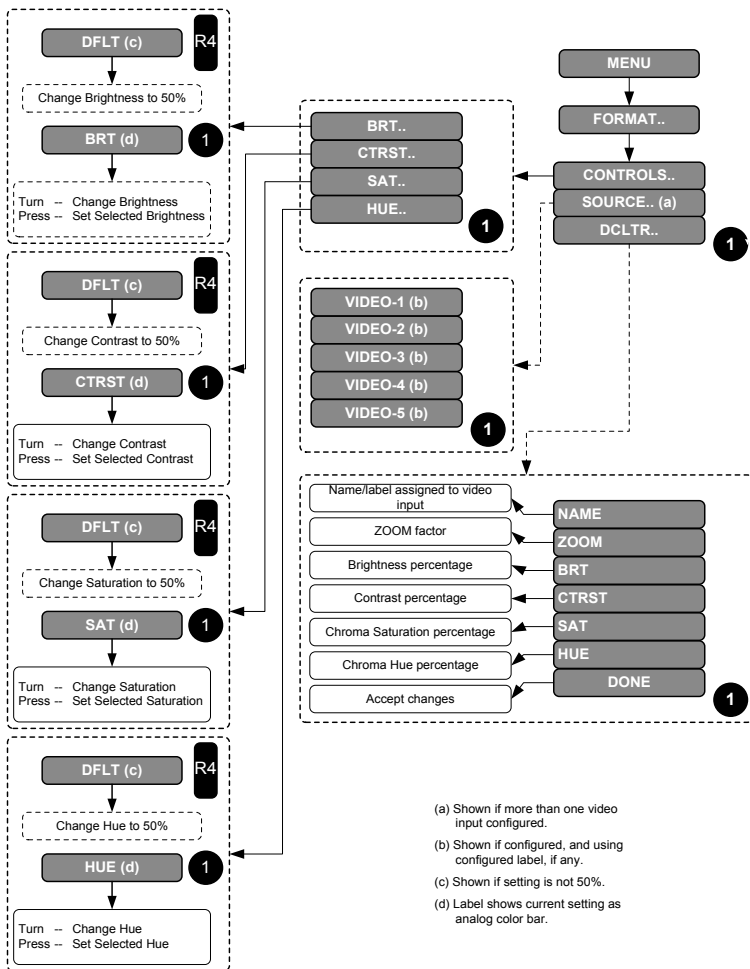 DFLT (c)
R4
Change Brightness to 50%
BRT (d)
1
Turn -- Change Brightness
Press -- Set Selected Brightness
DFLT (c)
R4
Change Contrast to 50%
CTRST (d)
1
Turn -- Change Contrast
Press -- Set Selected Contrast
DFLT (c)
R4
Change Saturation to 50%
SAT (d)
1
Turn -- Change Saturation
Press -- Set Selected Saturation
DFLT (c)
R4
Change Hue to 50%
HUE (d)
1
Turn -- Change Hue
Press -- Set Selected Hue
BRT..
CTRST..
SAT..
HUE..
1
MENU
FORMAT..
CONTROLS..
SOURCE.. (a)
DCLTR..
1
VIDEO-1 (b)
VIDEO-2 (b)
VIDEO-3 (b)
VIDEO-4 (b)
VIDEO-5 (b)
1
Name/label assigned to video
input
NAME
ZOOM factor
ZOOM
Brightness percentage
BRT
Contrast percentage
CTRST
Chroma Saturation percentage
SAT
Chroma Hue percentage
HUE
Accept changes
DONE
1
(a) Shown if more than one video
input configured.
(b) Shown if configured, and using
configured label, if any.
(c) Shown if setting is not 50%.
(d) Label shows current setting as
analog color bar.